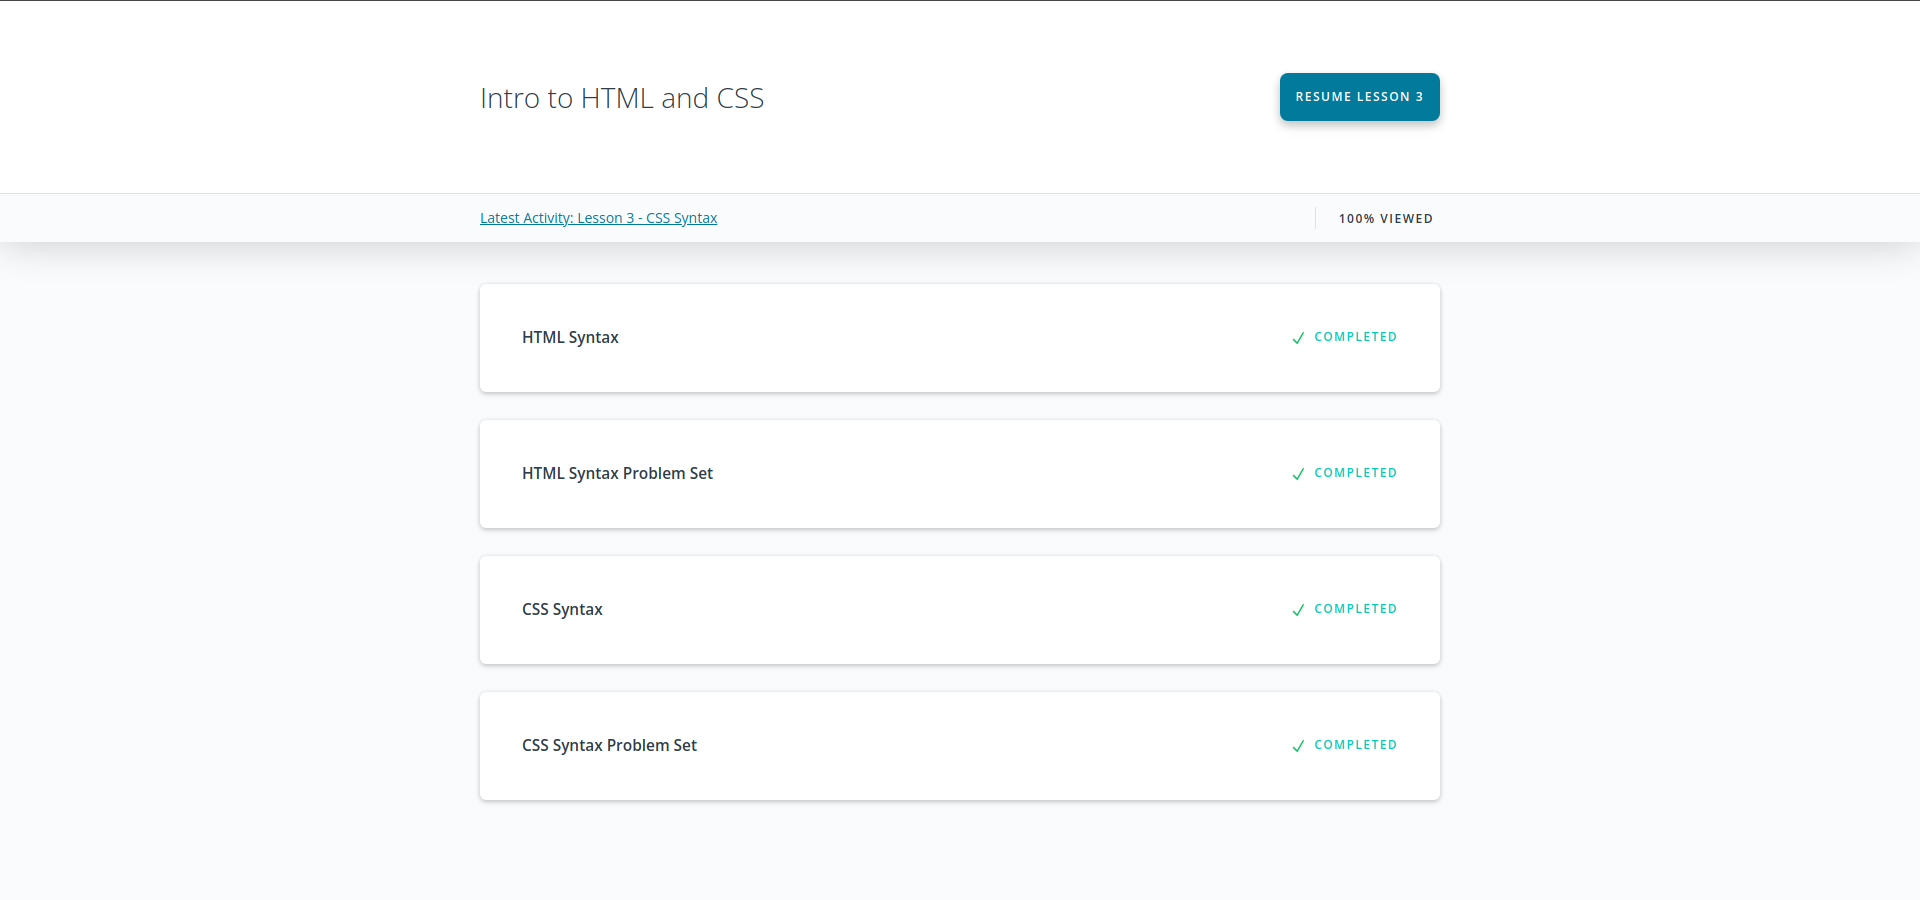 Intro to HTML and CSS
RESUME LESSON 3
Latest Activity: Lesson 3 - CSS Syntax
100% VIEWED
HTML Syntax
COMPLETED
HTML Syntax Problem Set
COMPLETED
CSS Syntax
COMPLETED
CSS Syntax Problem Set
COMPLETED